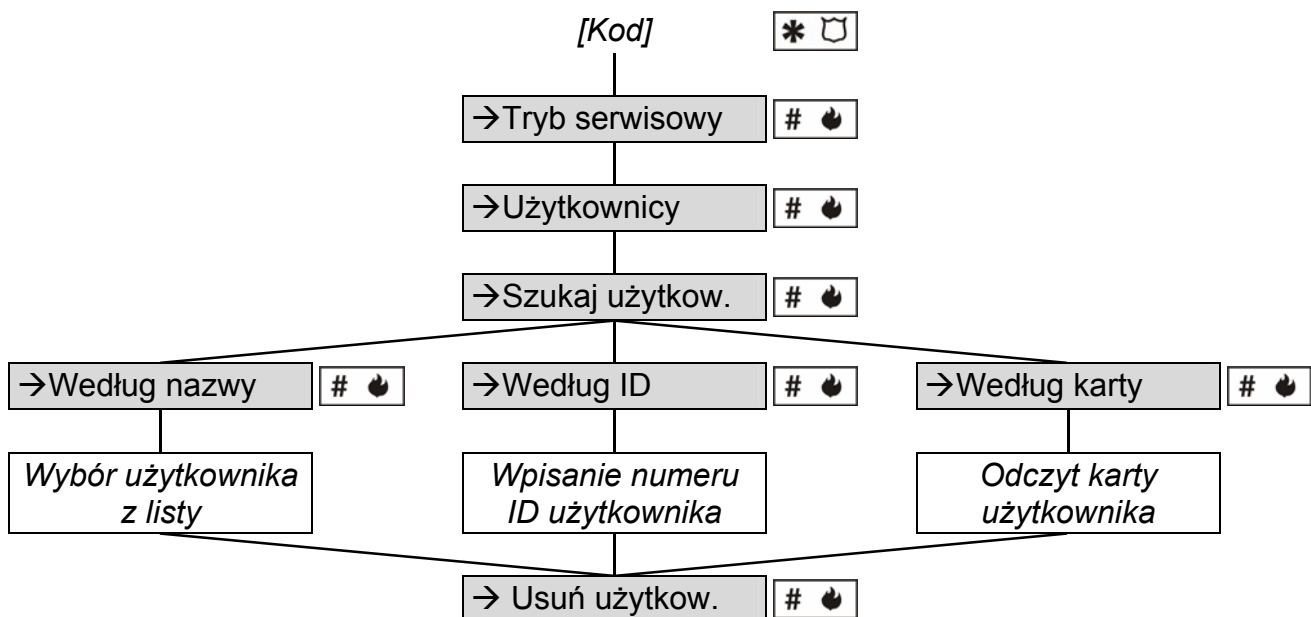 [Kod] *
→Tryb serwisowy #
→Użytkownicy #
→Szukaj użytkow. #
→Według nazwy # →Według ID # →Według karty #
Wybór użytkownika
z listy
Wpisanie numeru
ID użytkownika
Odczyt karty
użytkownika
→ Usuń użytkow. #